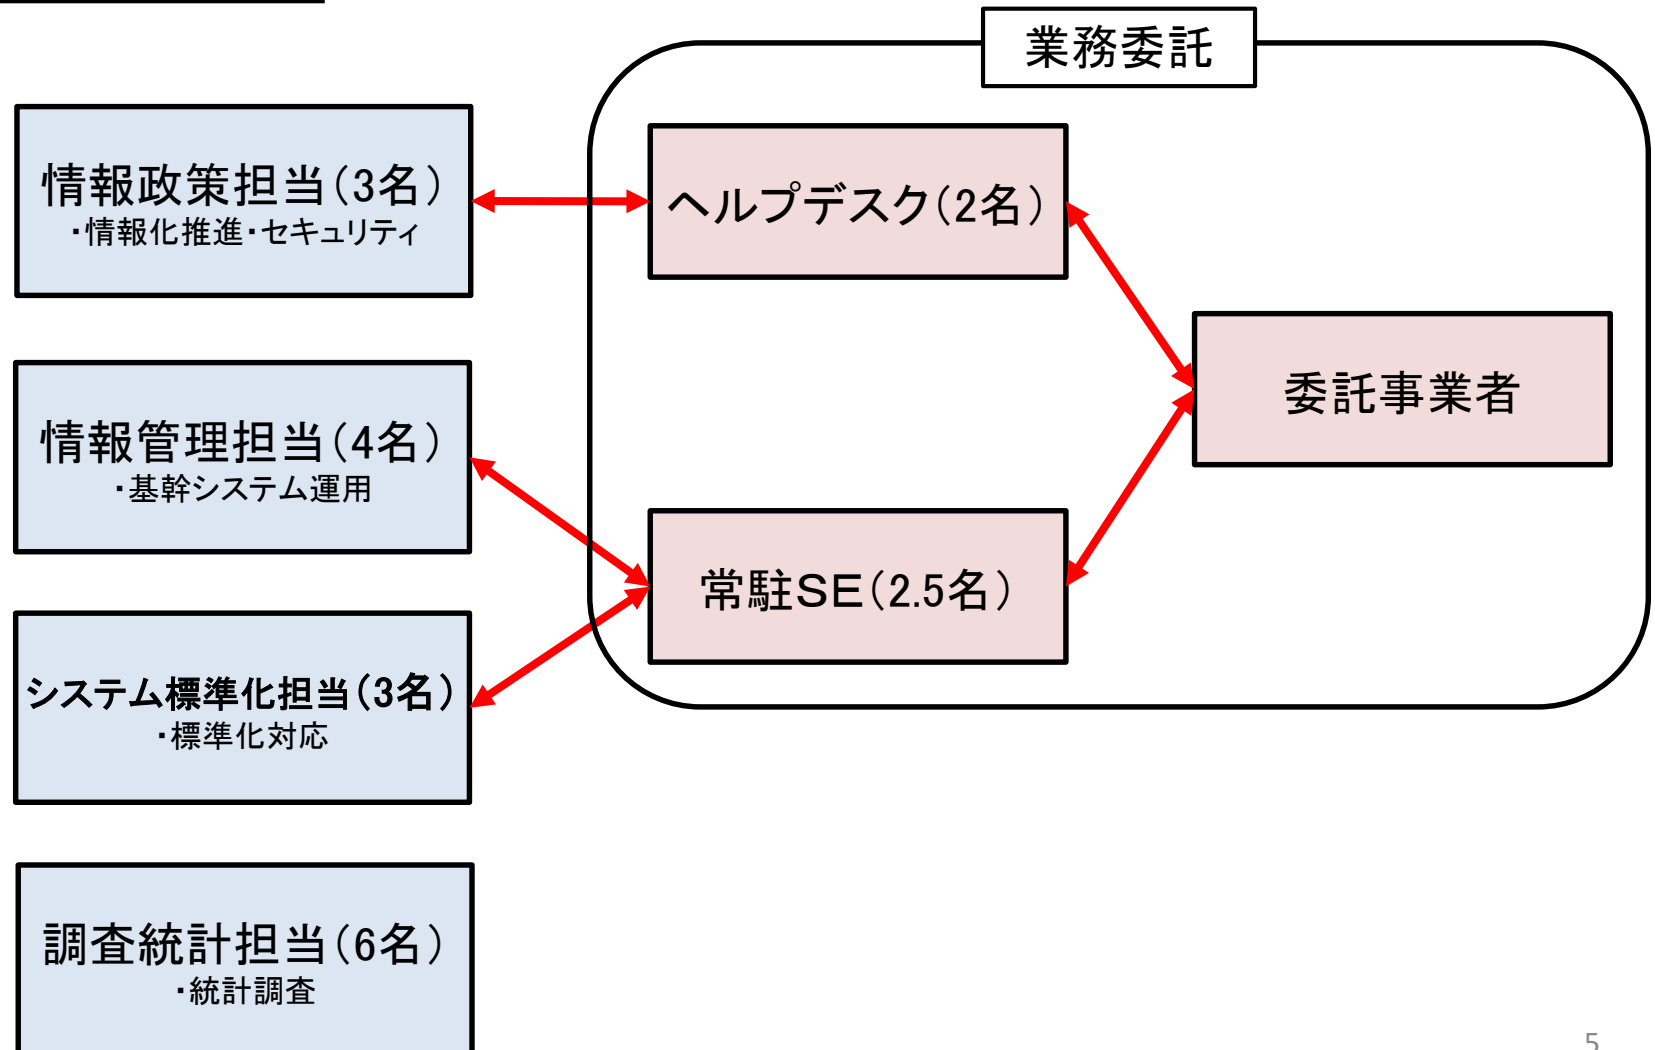 業務委託
情報政策担当（3名）
・情報化推進・セキュリティ
ヘルプデスク（2名）
委託事業者
情報管理担当（4名）
・基幹システム運用
常駐ＳＥ（2.5名）
システム標準化担当（3名）
・標準化対応
調査統計担当（6名）
・統計調査
5